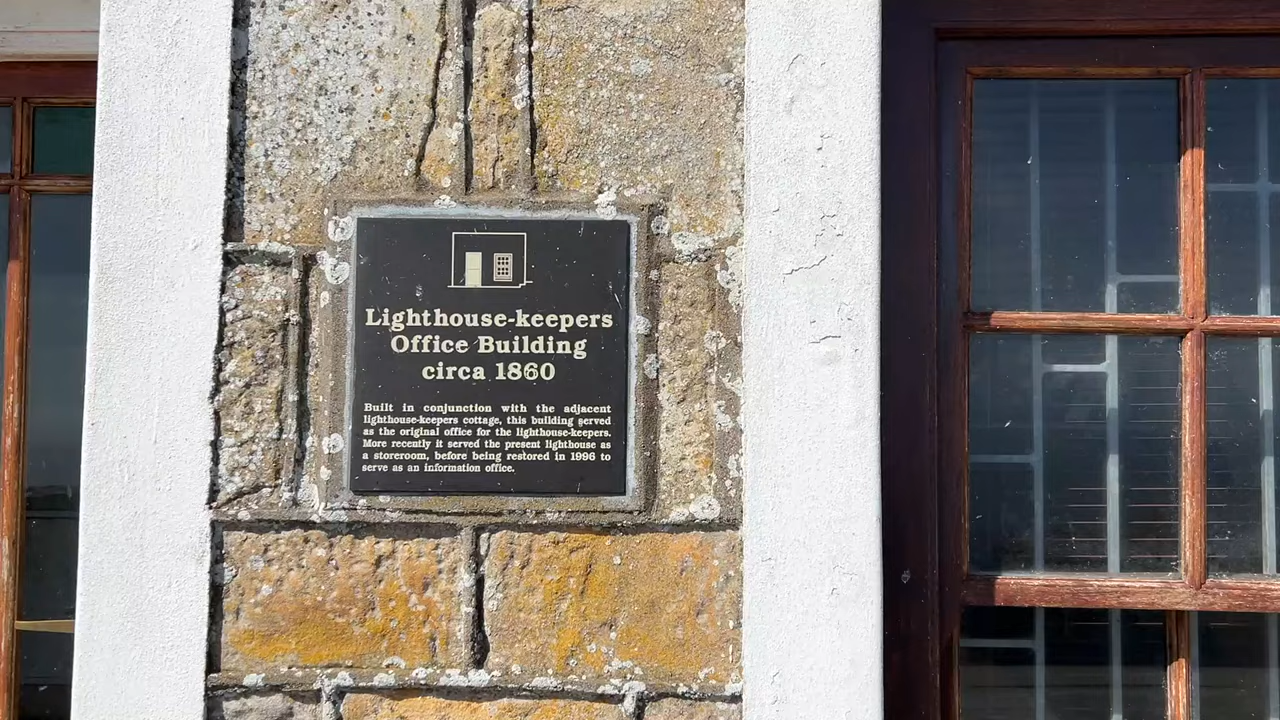 Lighthouse-keepers
Office Building
circa 1860
Built in conjunction with the adjacent
lighthouse-keepers cottage, this building served
as the original office for the lighthouse-keepers.
More recently it served the present lighthouse as
a storeroom, before being restored in 1996 to
serve as an information office.